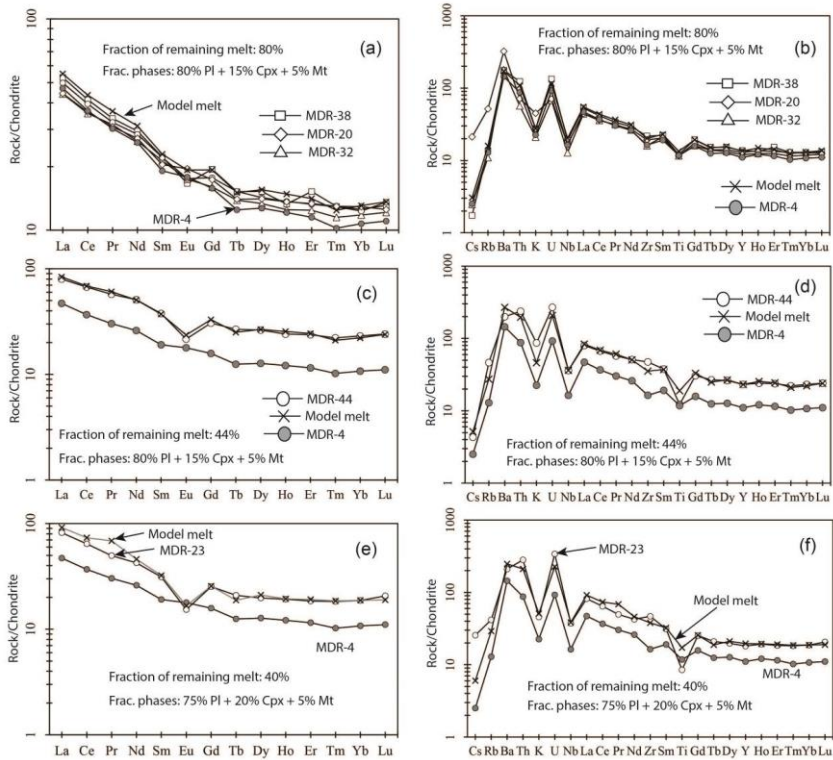 100
(a)
Fraction of remaining melt: 80%
Frac. phases: 80% Pl + 15% Cpx + 5% Mt
Model melt
MDR-38
MDR-20
MDR-32
MDR-4
Rock/Chondrite
10
La Ce Pr Nd Sm Eu Gd Tb Dy Ho Er Tm Yb Lu
1000
(b)
Fraction of remaining melt: 80%
Frac. phases: 80% Pl + 15% Cpx + 5% Mt
MDR-38
MDR-20
MDR-32
Model melt
MDR-4
Rock/Chondrite
100
10
1
Cs Rb Ba Th K U Nb La Ce Pr Nd Zr Sm Ti Gd Tb Dy Y Ho Er Tm Yb Lu
100
(c)
MDR-44
Model melt
MDR-4
Fraction of remaining melt: 44%
Frac. phases: 80% Pl + 15% Cpx + 5% Mt
Rock/Chondrite
10
1
La Ce Pr Nd Sm Eu Gd Tb Dy Ho Er Tm Yb Lu
1000
(d)
MDR-44
Model melt
MDR-4
Fraction of remaining melt: 44%
Frac. phases: 80% Pl + 15% Cpx + 5% Mt
Rock/Chondrite
100
10
1
Cs Rb Ba Th K U Nb La Ce Pr Nd Zr Sm Ti Gd Tb Dy Y Ho Er Tm Yb Lu
100
(e)
Model melt
MDR-23
MDR-4
Fraction of remaining melt: 40%
Frac. phases: 75% Pl + 20% Cpx + 5% Mt
Rock/Chondrite
10
1
La Ce Pr Nd Sm Eu Gd Tb Dy Ho Er Tm Yb Lu
1000
(f)
MDR-23
Model melt
MDR-4
Fraction of remaining melt: 40%
Frac. phases: 75% Pl + 20% Cpx + 5% Mt
Rock/Chondrite
100
10
1
Cs Rb Ba Th K U Nb La Ce Pr Nd Zr Sm Ti Gd Tb Dy Y Ho Er Tm Yb Lu